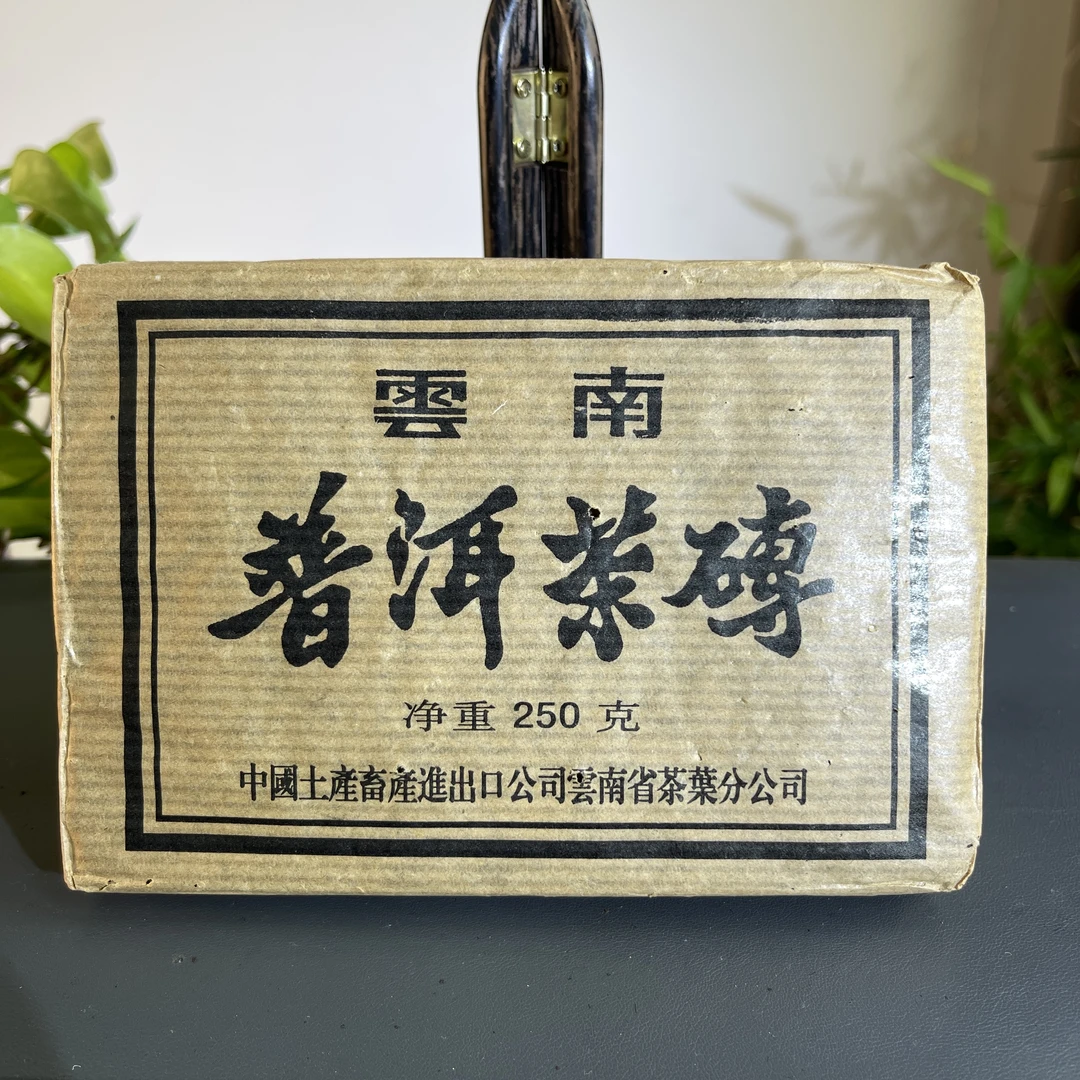 雲南
普洱茶磚
净重 250 克
中國土產畜產進出口公司雲南省茶葉分公司